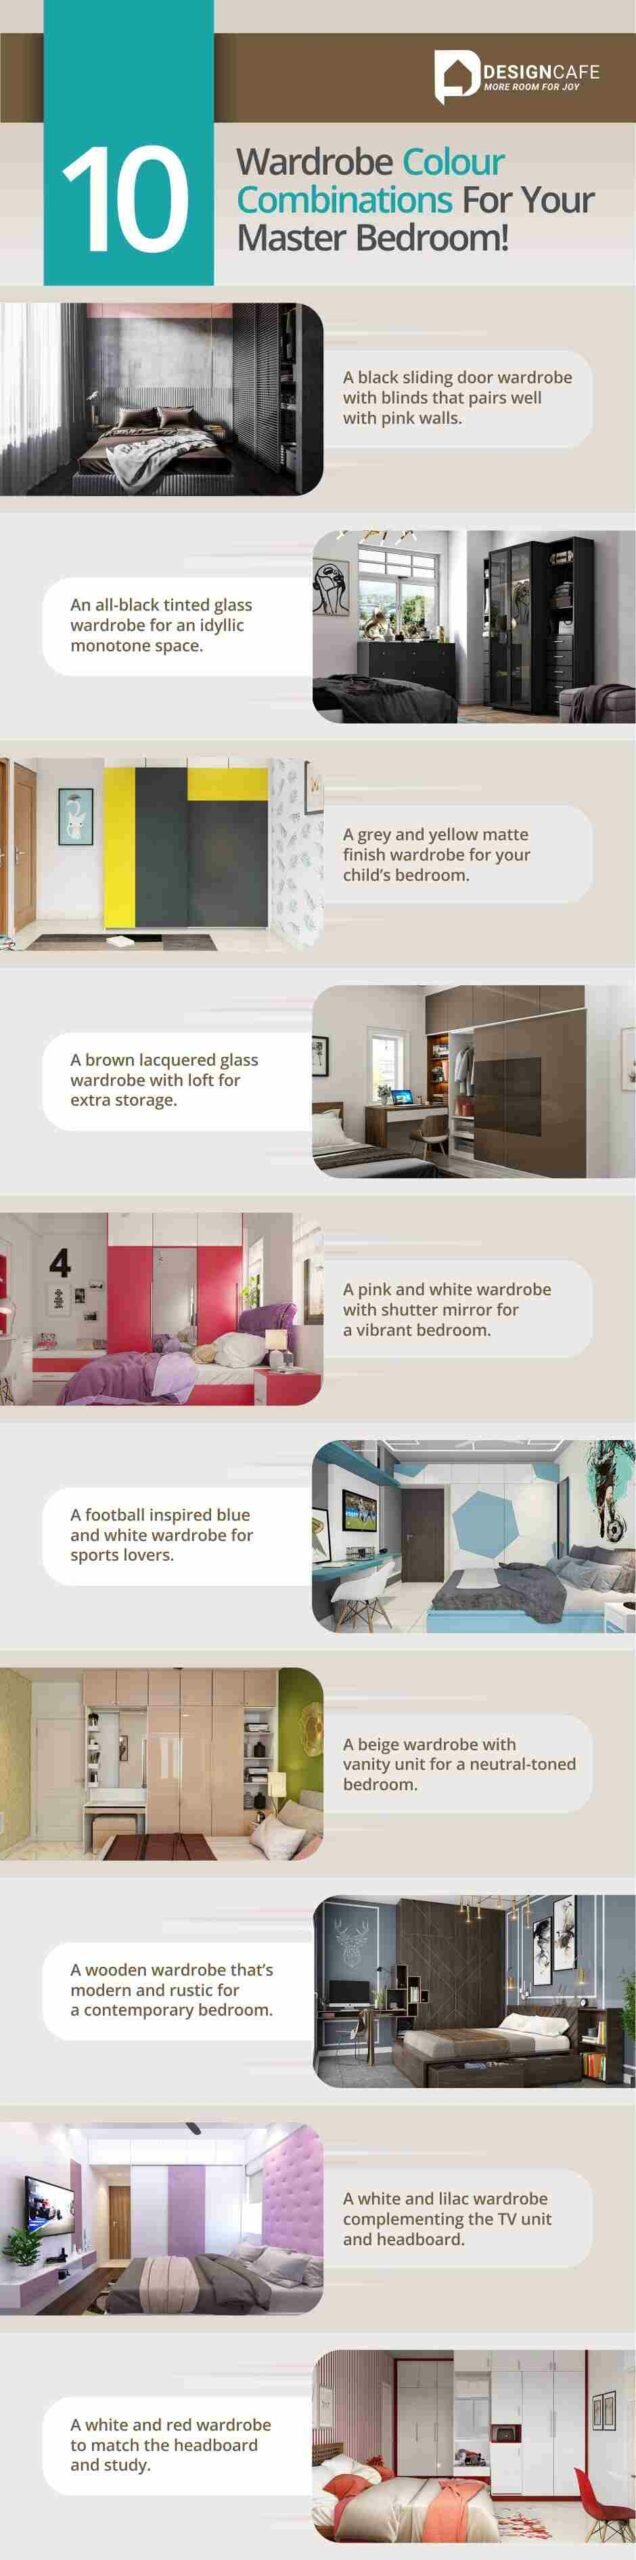 DESIGNCAFE
MORE ROOM FOR JOY
10
Wardrobe Colour
Combinations For Your
Master Bedroom!
A black sliding door wardrobe
with blinds that pairs well
with pink walls.
An all-black tinted glass
wardrobe for an idyllic
monotone space.
A grey and yellow matte
finish wardrobe for your
child's bedroom.
A brown lacquered glass
wardrobe with loft for
extra storage.
4
A pink and white wardrobe
with shutter mirror for
a vibrant bedroom.
A football inspired blue
and white wardrobe for
sports lovers.
A beige wardrobe with
vanity unit for a neutral-toned
bedroom.
A wooden wardrobe that's
modern and rustic for
a contemporary bedroom.
A white and lilac wardrobe
complementing the TV unit
and headboard.
A white and red wardrobe
to match the headboard
and study.